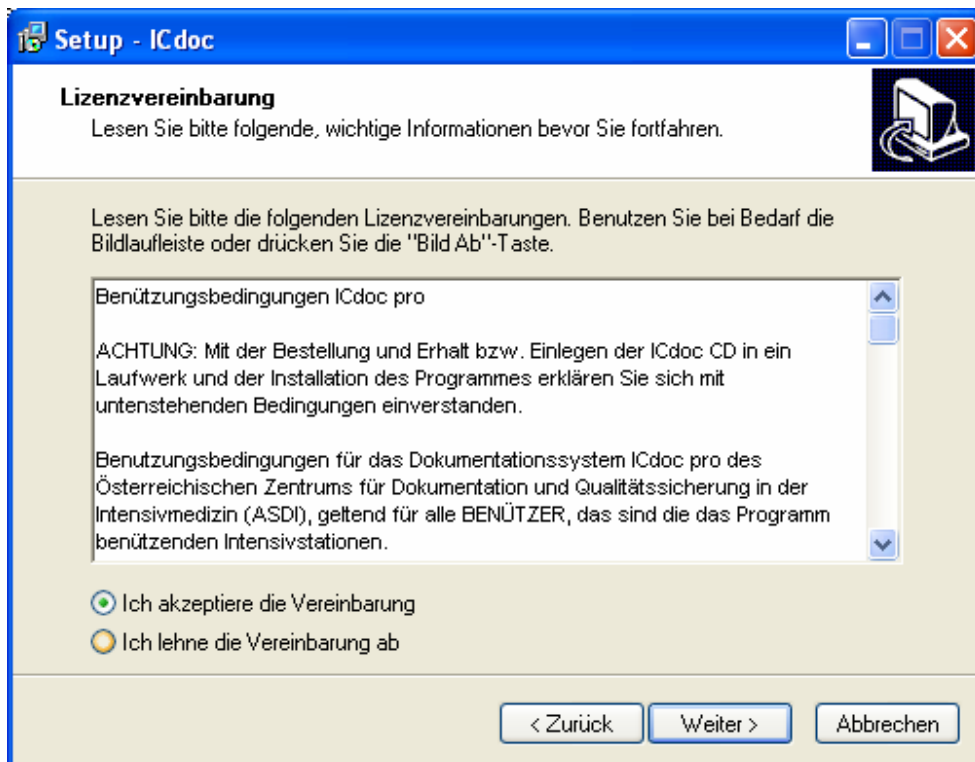 Setup - ICdoc
Lizenzvereinbarung
Lesen Sie bitte folgende, wichtige Informationen bevor Sie fortfahren.
Lesen Sie bitte die folgenden Lizenzvereinbarungen. Benutzen Sie bei Bedarf die
Bildlaufleiste oder drücken Sie die "Bild Ab"-Taste.
Benützungsbedingungen ICdoc pro
ACHTUNG: Mit der Bestellung und Erhalt bzw. Einlegen der ICdoc CD in ein
Laufwerk und der Installation des Programmes erklären Sie sich mit
untenstehenden Bedingungen einverstanden.
Benutzungsbedingungen für das Dokumentationssystem ICdoc pro des
Österreichischen Zentrums für Dokumentation und Qualitätssicherung in der
Intensivmedizin (ASDI), geltend für alle BENÜTZER, das sind die das Programm
benützenden Intensivstationen.
Ich akzeptiere die Vereinbarung
Ich lehne die Vereinbarung ab
< Zurück
Weiter >
Abbrechen